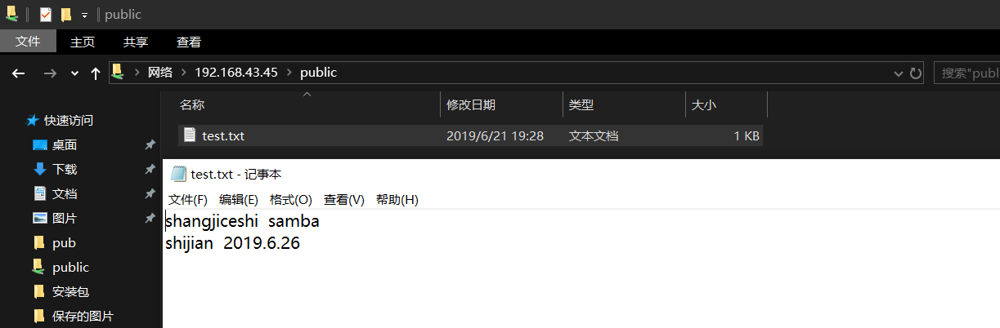 public
文件 主页 共享 查看
网络 192.168.43.45 public
搜索"publ
名称 修改日期 类型 大小
test.txt 2019/6/21 19:28 文本文档 1 KB
快速访问
桌面
下载
文档
图片
pub
public
安装包
保存的图片
test.txt - 记事本
文件(F) 编辑(E) 格式(O) 查看(V) 帮助(H)
shangjiceshi samba
shijian 2019.6.26